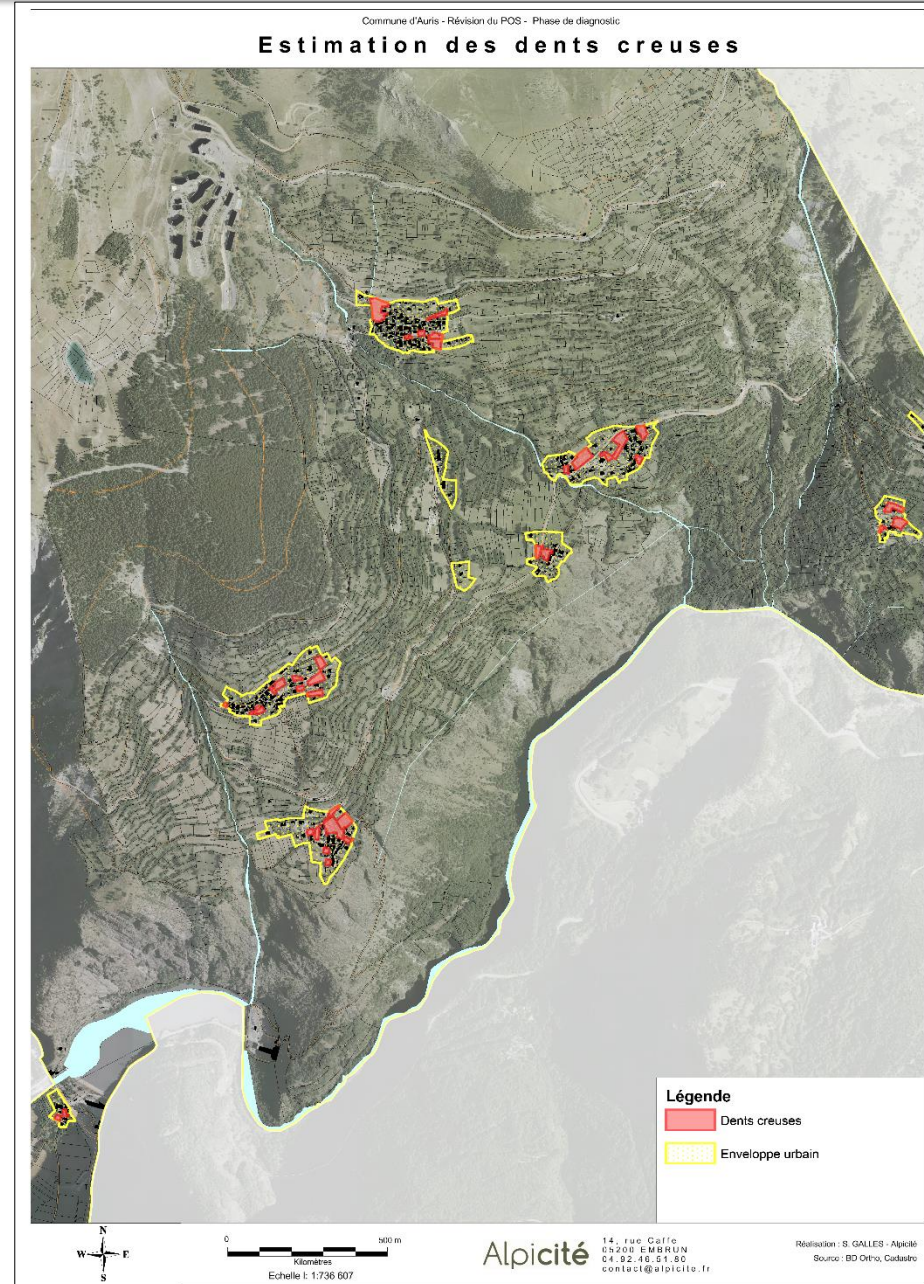 Commune d'Auris - Révision du POS - Phase de diagnostic
Estimation des dents creuses
Légende
Dents creuses
Enveloppe urbain
N
W E
S
0 500 m
Kilomètres
Echelle I: 1:736 607
Alpicité
14, rue Caffe
05200 EMBRUN
04.92.46.51.80
contact@alpicite.fr
Réalisation : S. GALLES - Alpicité
Source : BD Ortho, Cadastre